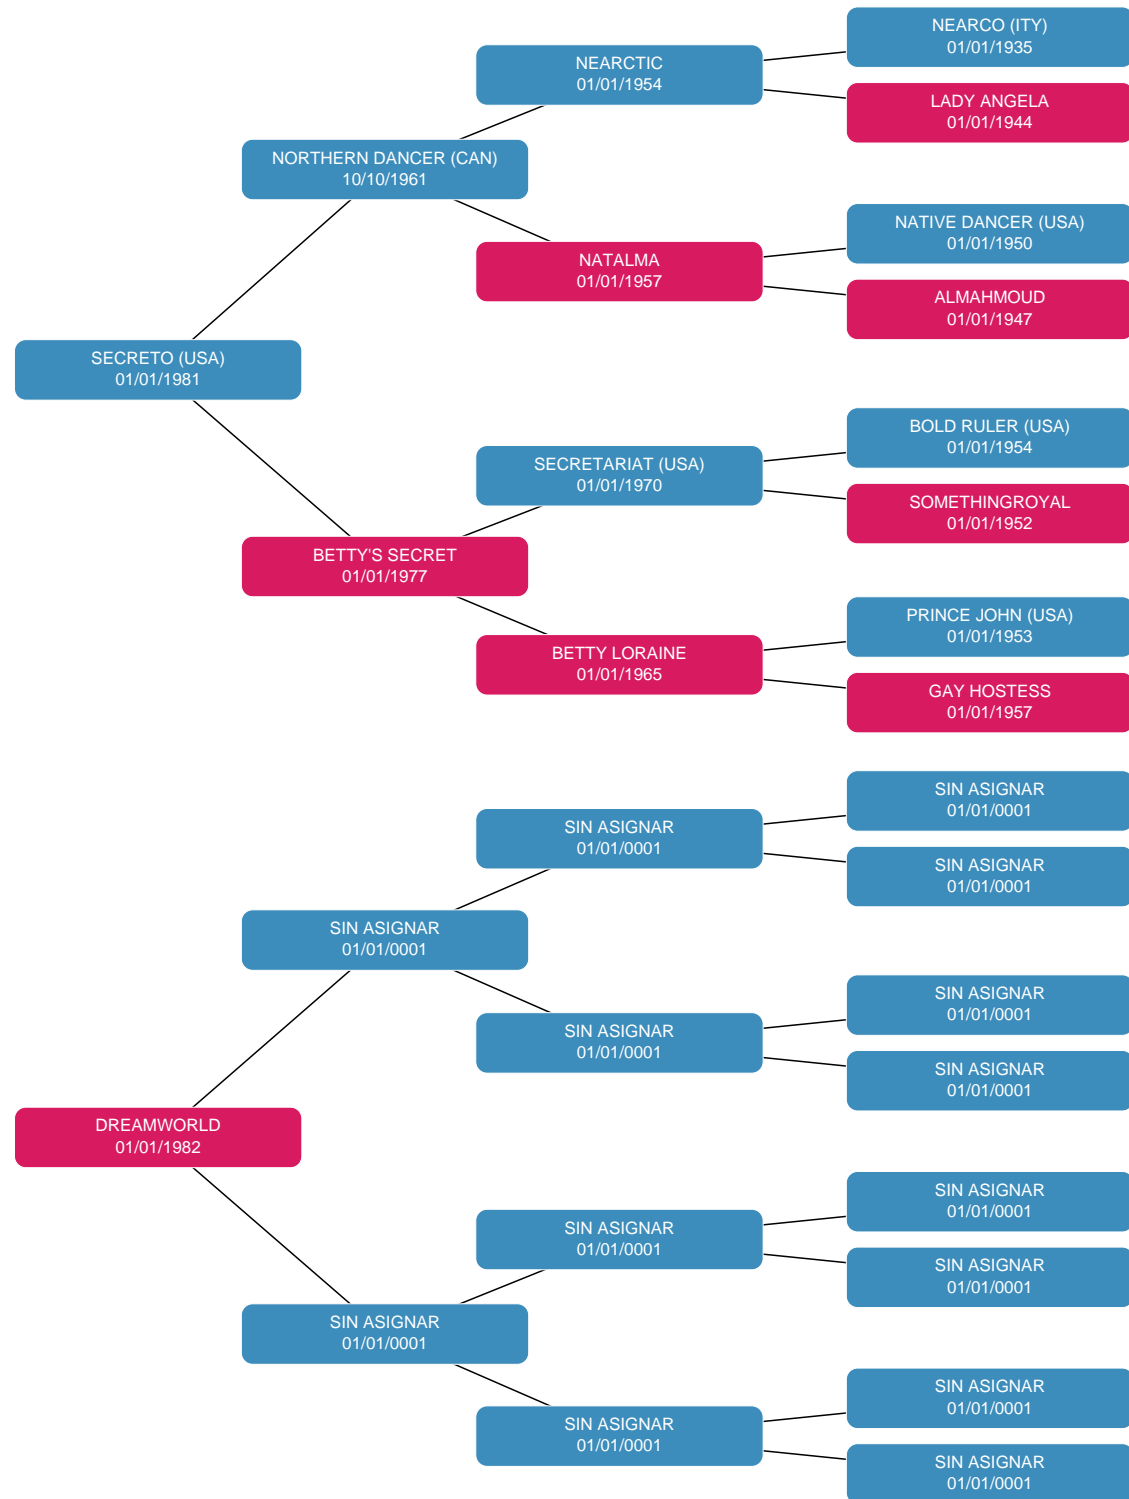 NEARCO (ITY)
01/01/1935
NEARCTIC
01/01/1954
LADY ANGELA
01/01/1944
NORTHERN DANCER (CAN)
10/10/1961
NATIVE DANCER (USA)
01/01/1950
NATALMA
01/01/1957
ALMAHMOUD
01/01/1947
SECRETO (USA)
01/01/1981
BOLD RULER (USA)
01/01/1954
SECRETARIAT (USA)
01/01/1970
SOMETHINGROYAL
01/01/1952
BETTY'S SECRET
01/01/1977
PRINCE JOHN (USA)
01/01/1953
BETTY LORAINE
01/01/1965
GAY HOSTESS
01/01/1957
SIN ASIGNAR
01/01/0001
SIN ASIGNAR
01/01/0001
SIN ASIGNAR
01/01/0001
SIN ASIGNAR
01/01/0001
SIN ASIGNAR
01/01/0001
SIN ASIGNAR
01/01/0001
SIN ASIGNAR
01/01/0001
DREAMWORLD
01/01/1982
SIN ASIGNAR
01/01/0001
SIN ASIGNAR
01/01/0001
SIN ASIGNAR
01/01/0001
SIN ASIGNAR
01/01/0001
SIN ASIGNAR
01/01/0001
SIN ASIGNAR
01/01/0001
SIN ASIGNAR
01/01/0001